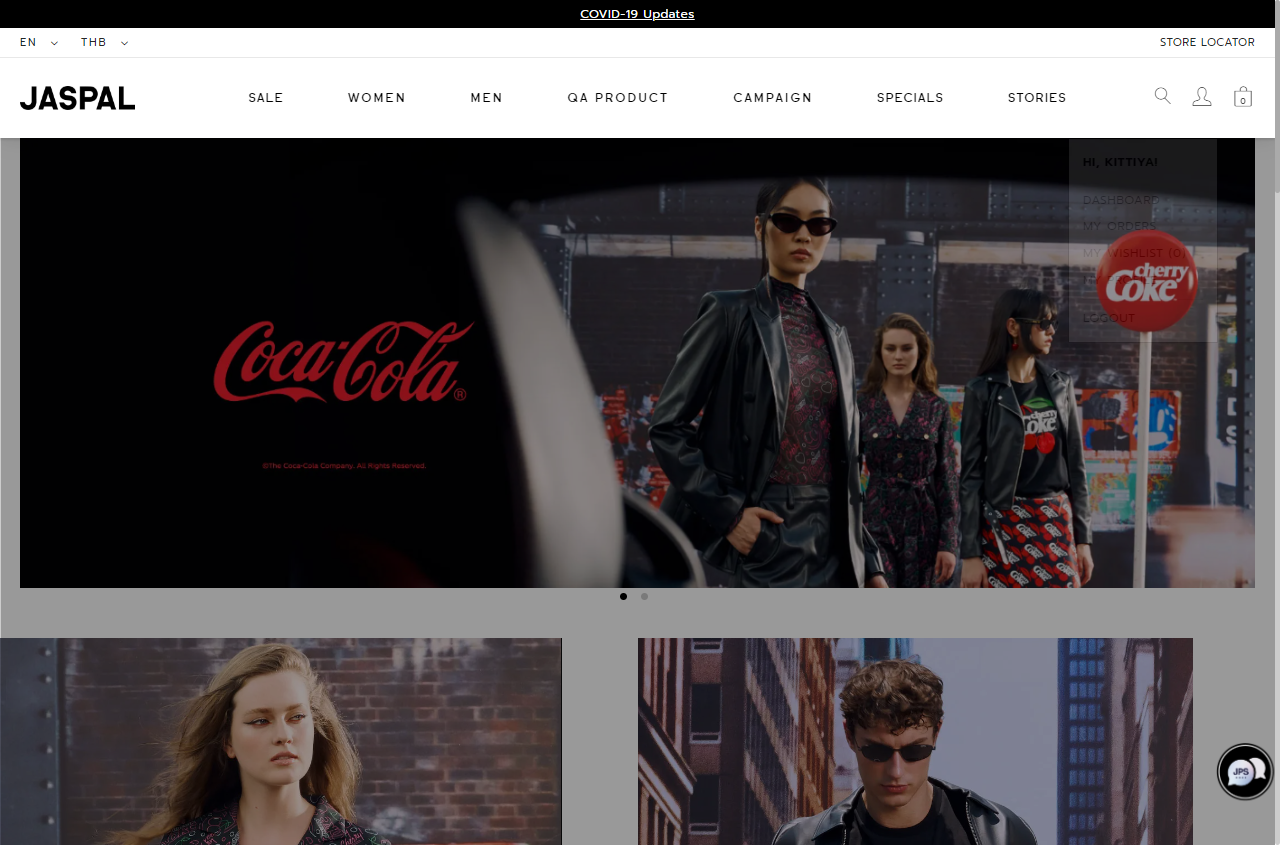 COVID-19 Updates
EN THB STORE LOCATOR
JASPAL SALE WOMEN MEN QA PRODUCT CAMPAIGN SPECIALS STORIES 0
HI, KITTIYA!
DASHBOARD
MY ORDERS
MY WISHLIST (0)
LOGOUT
cherry
Coke
Coca-Cola®
©The Coca-Cola Company. All Rights Reserved.
cherry
Coke
JPS